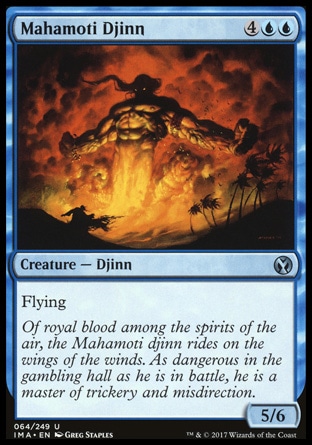 Mahamoti Djinn 4
Creature — Djinn
Flying
Of royal blood among the spirits of the
air, the Mahamoti djinn rides on the
wings of the winds. As dangerous in the
gambling hall as he is in battle, he is a
master of trickery and misdirection.
5/6
064/249 U
IMA • EN Greg Staples
™ & © 2017 Wizards of the Coast